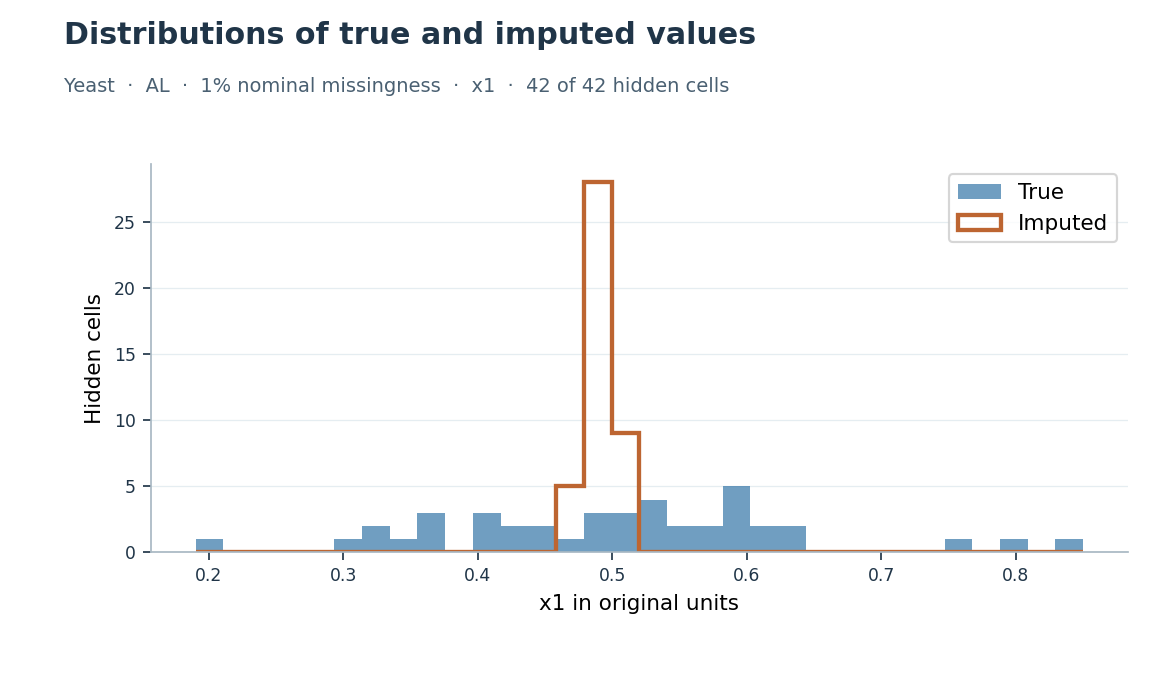 Distributions of true and imputed values
Yeast · AL · 1% nominal missingness · x1 · 42 of 42 hidden cells
True
Imputed
Hidden cells
25
20
15
10
5
0
0.2 0.3 0.4 0.5 0.6 0.7 0.8
x1 in original units